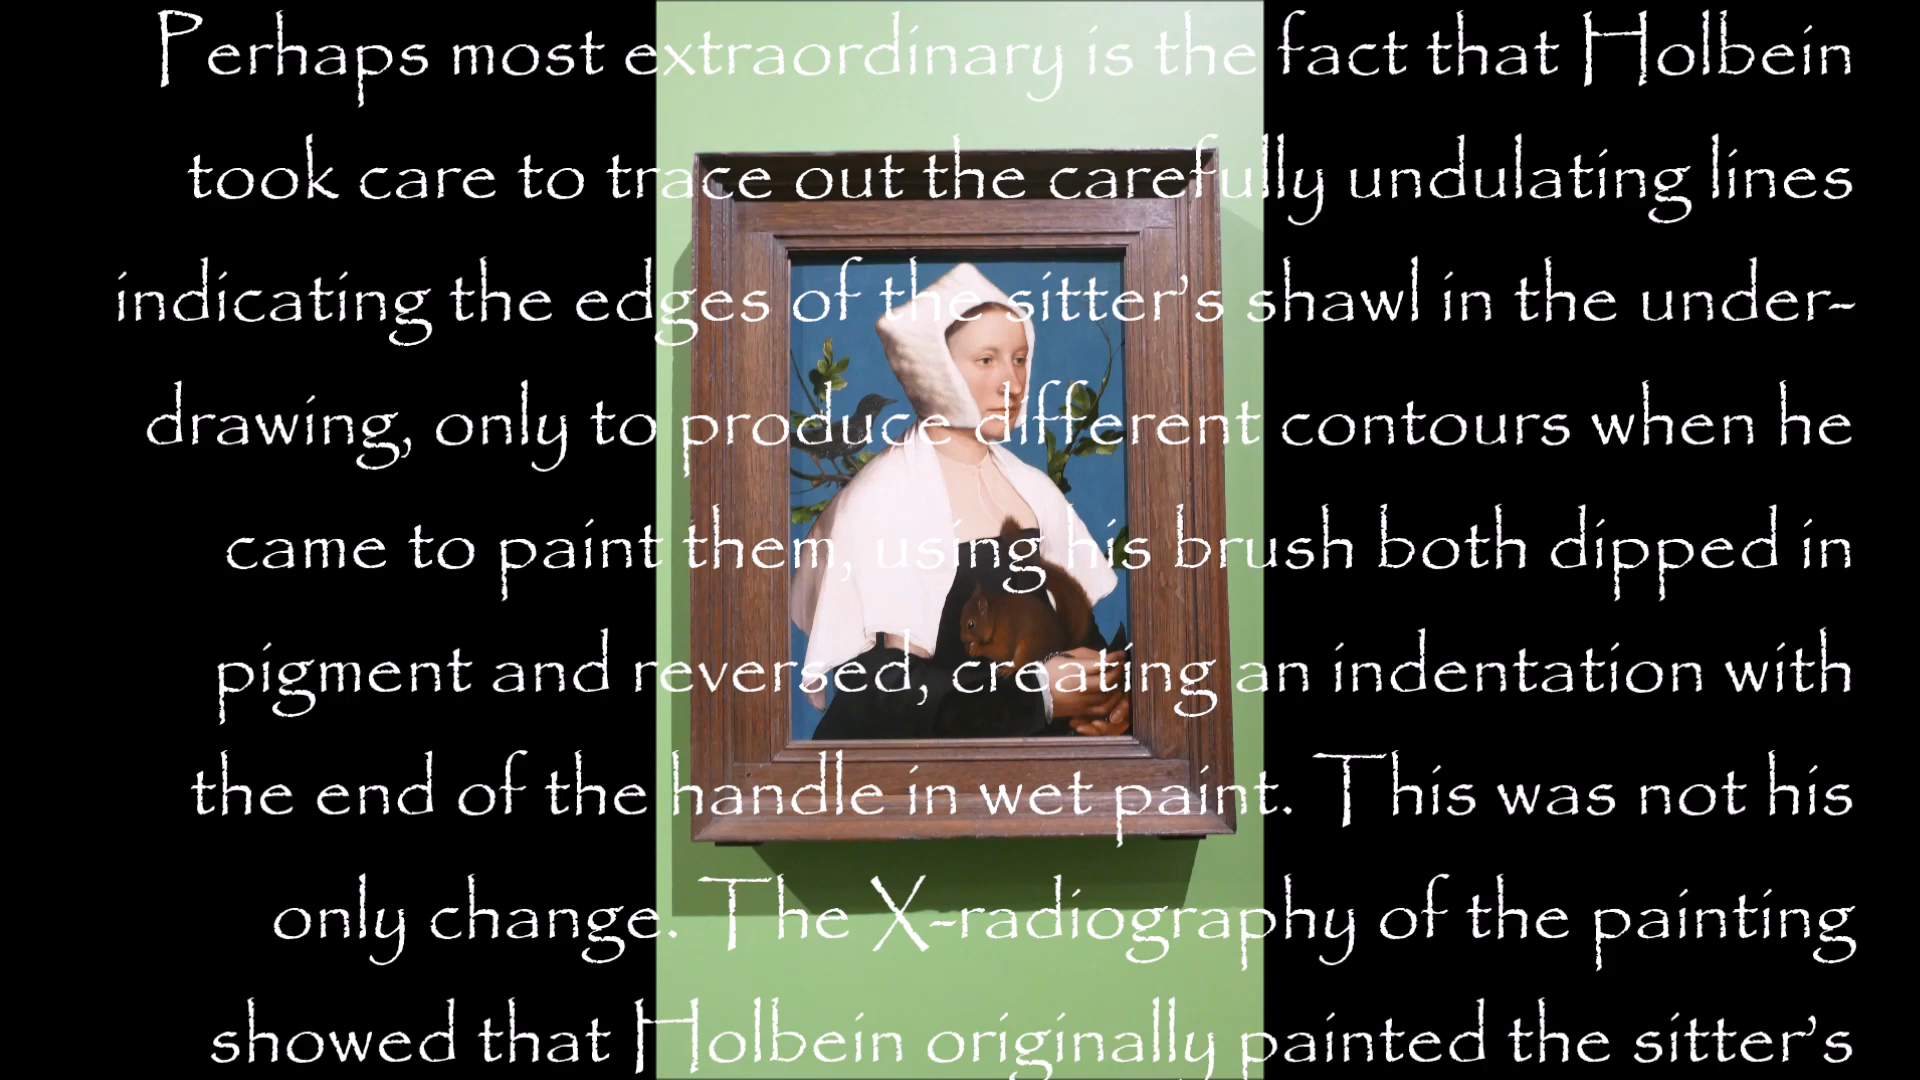 Perhaps most extraordinary is the fact that Holbein
took care to trace out the carefully undulating lines
indicating the edges of the sitter's shawl in the under-
drawing, only to produce different contours when he
came to paint them, using his brush both dipped in
pigment and reversed, creating an indentation with
the end of the handle in wet paint. This was not his
only change. The X-radiography of the painting
showed that Holbein originally painted the sitter's